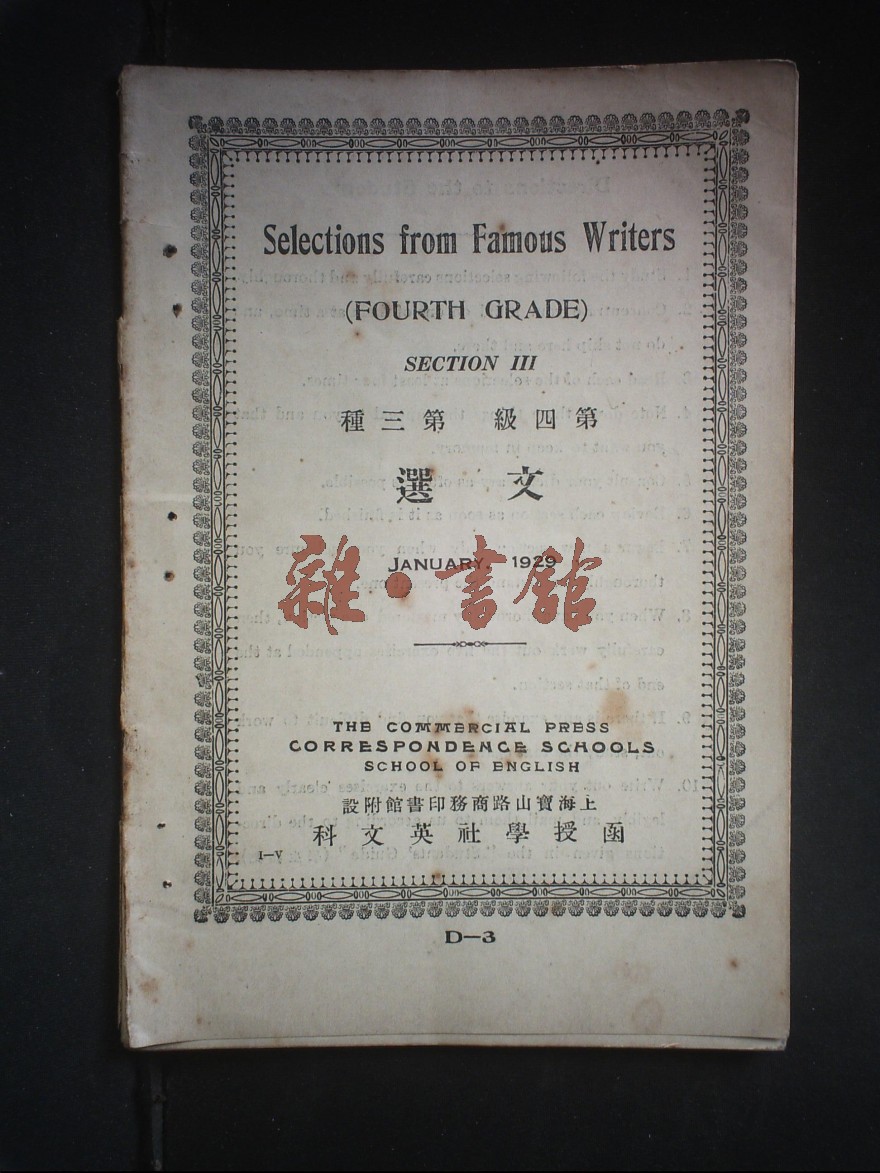 Selections from Famous Writers
(FOURTH GRADE)
SECTION III
第四級 第三種
文選
JANUARY, 1929
雜·書館
THE COMMERCIAL PRESS
CORRESPONDENCE SCHOOLS
SCHOOL OF ENGLISH
上海寶山路商務印書館附設
函授學社英文科
I—V
D—3